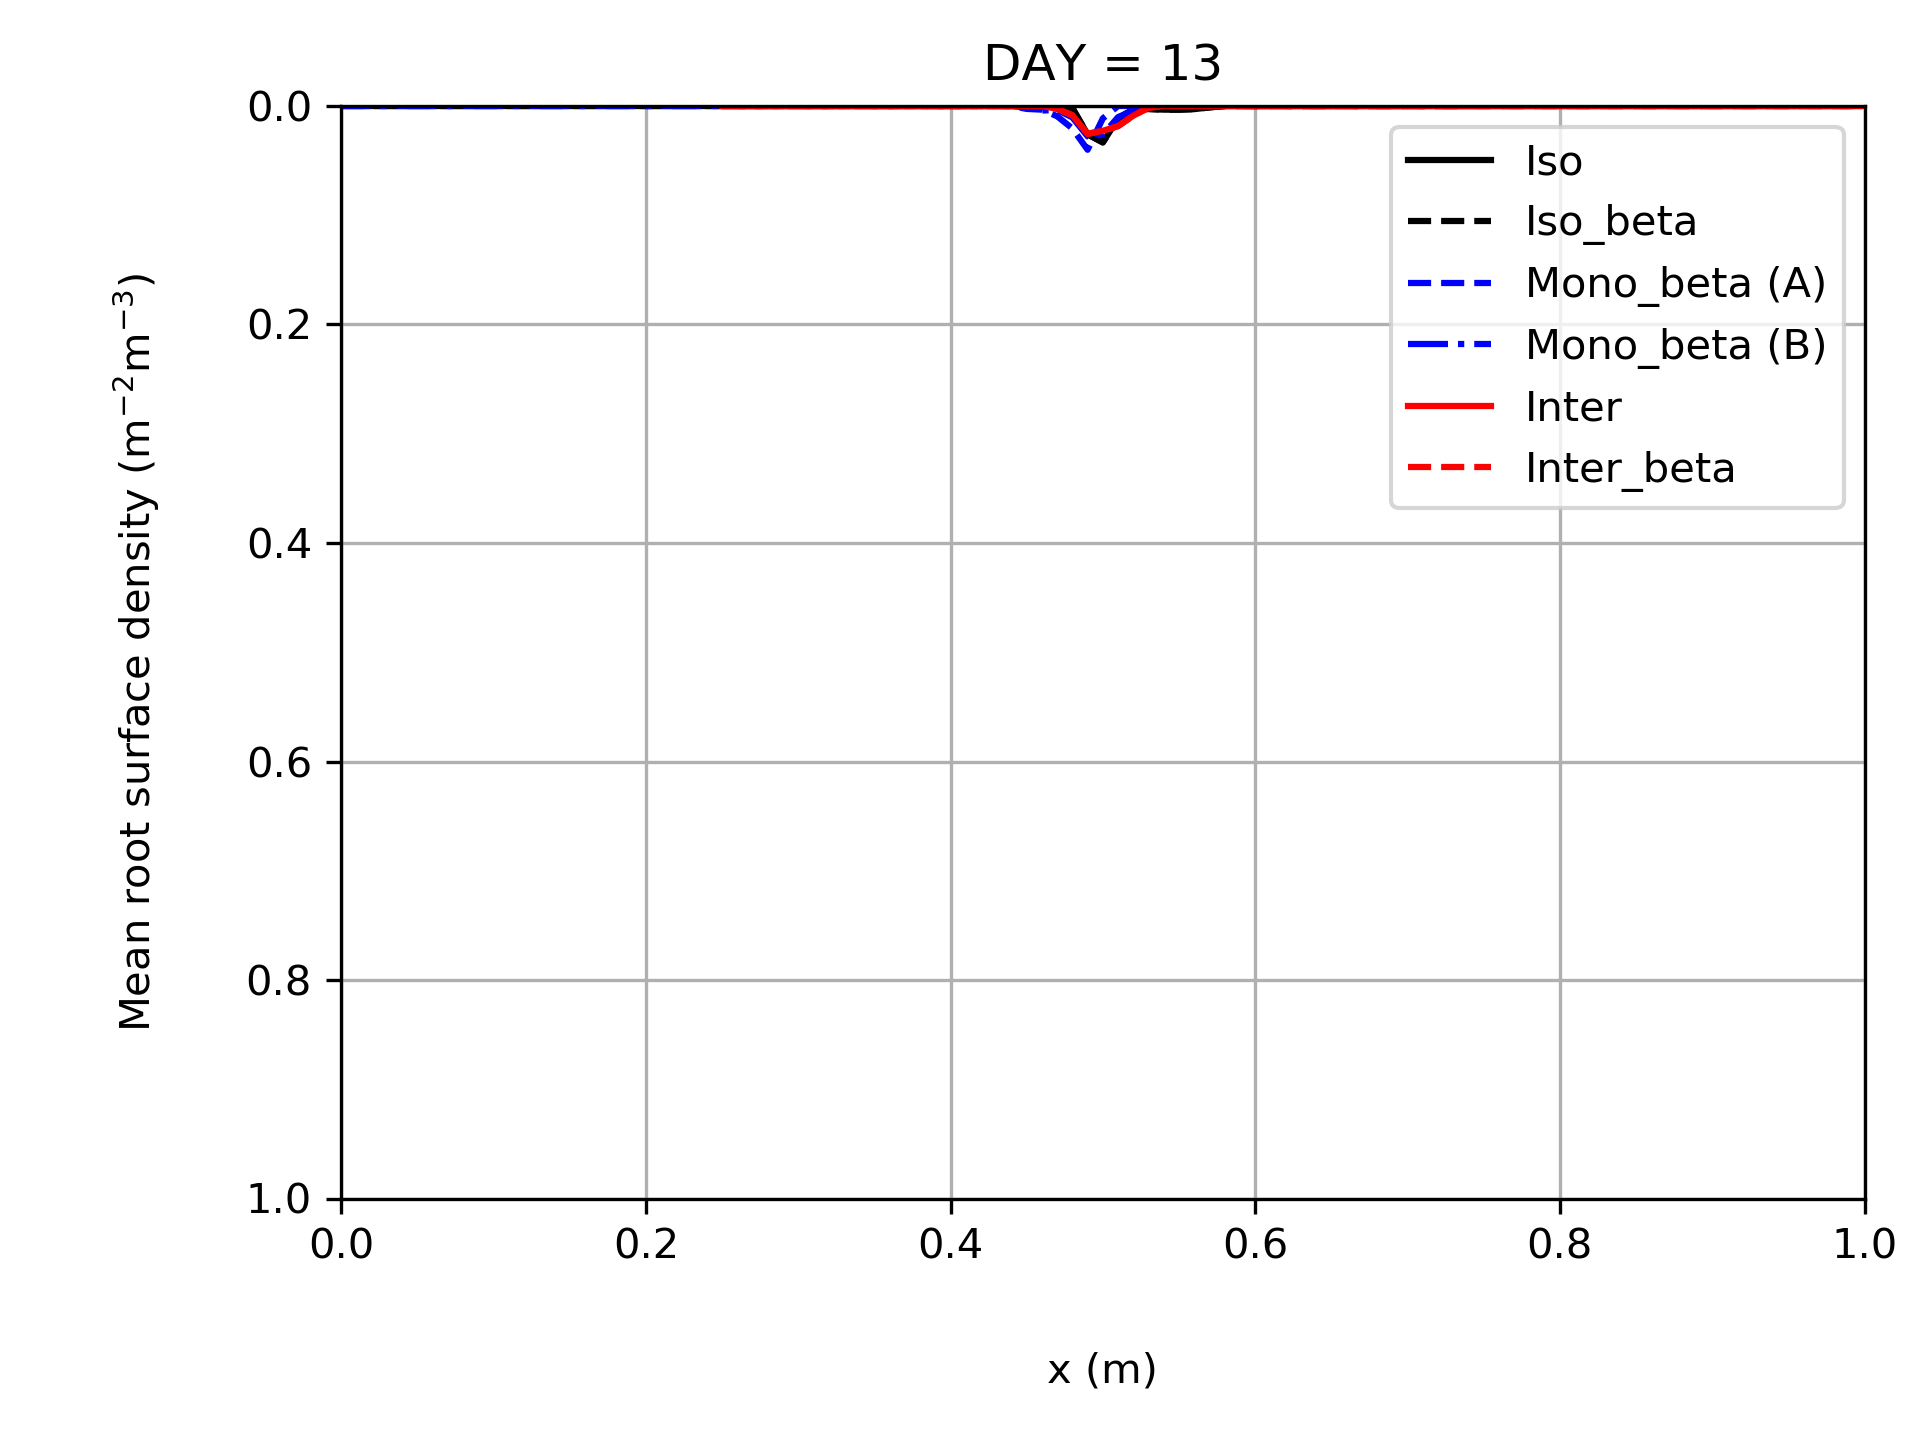 DAY = 13
0.0
0.2
0.4
0.6
0.8
1.0
Mean root surface density (m⁻²m⁻³)
Iso
Iso_beta
Mono_beta (A)
Mono_beta (B)
Inter
Inter_beta
0.0 0.2 0.4 0.6 0.8 1.0
x (m)